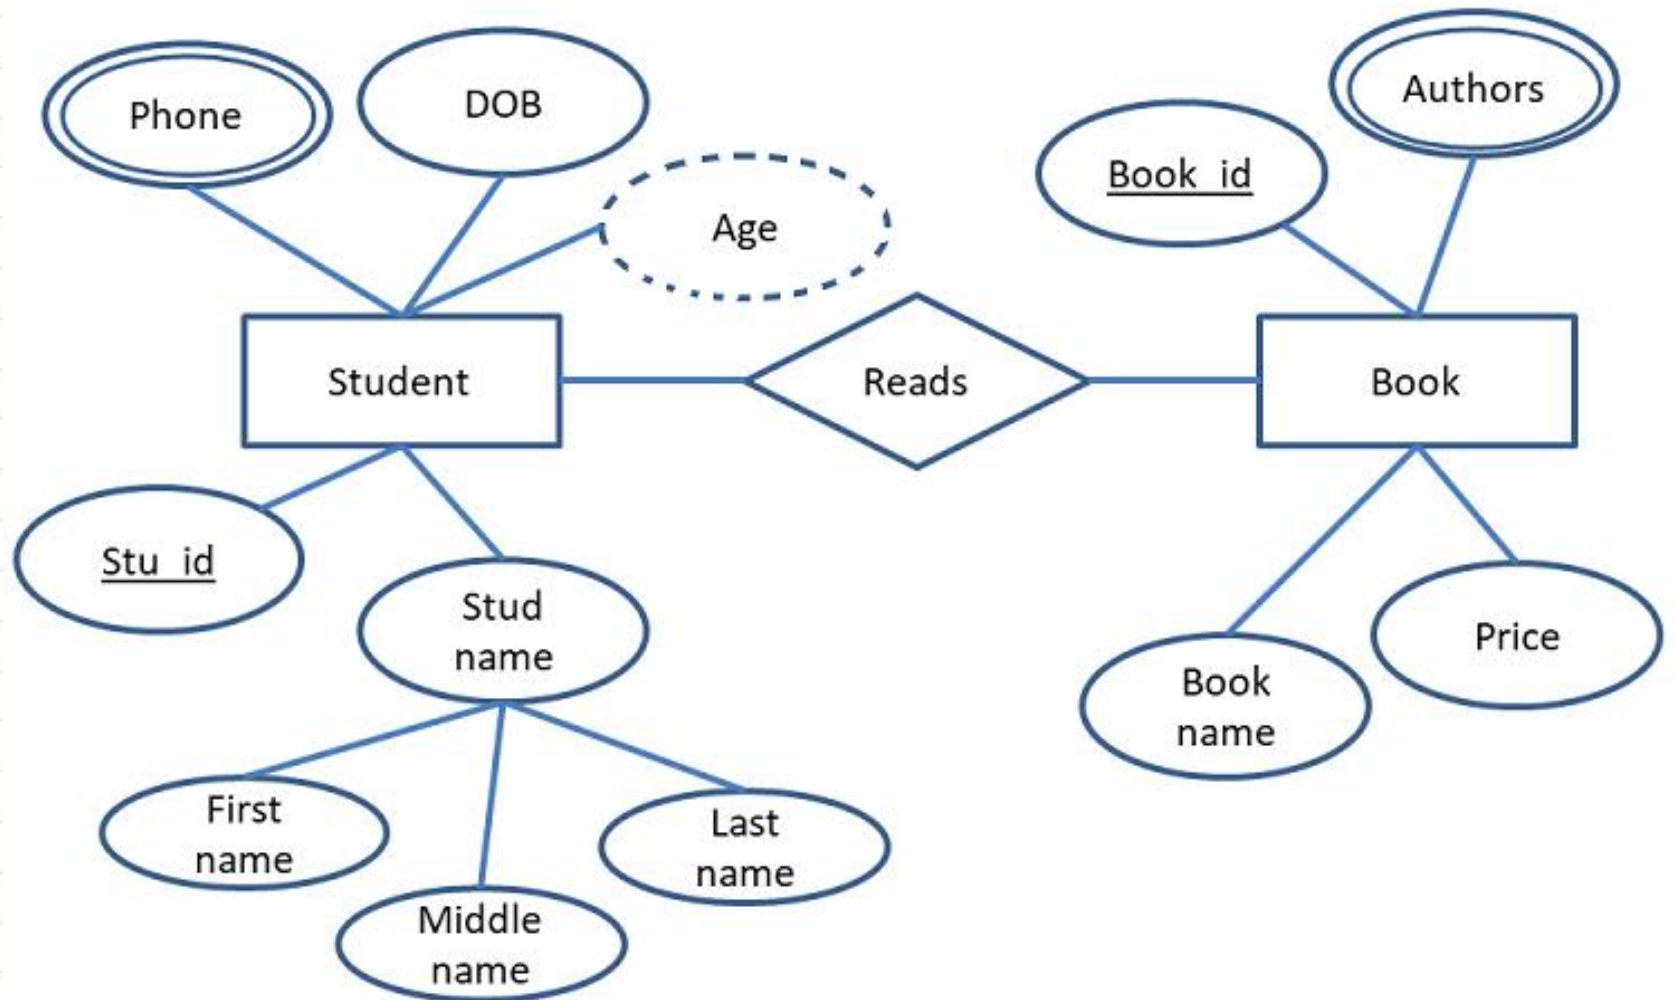 Phone
DOB
Authors
Book_id
Age
Student
Reads
Book
Stu_id
Stud
name
Price
Book
name
First
name
Last
name
Middle
name